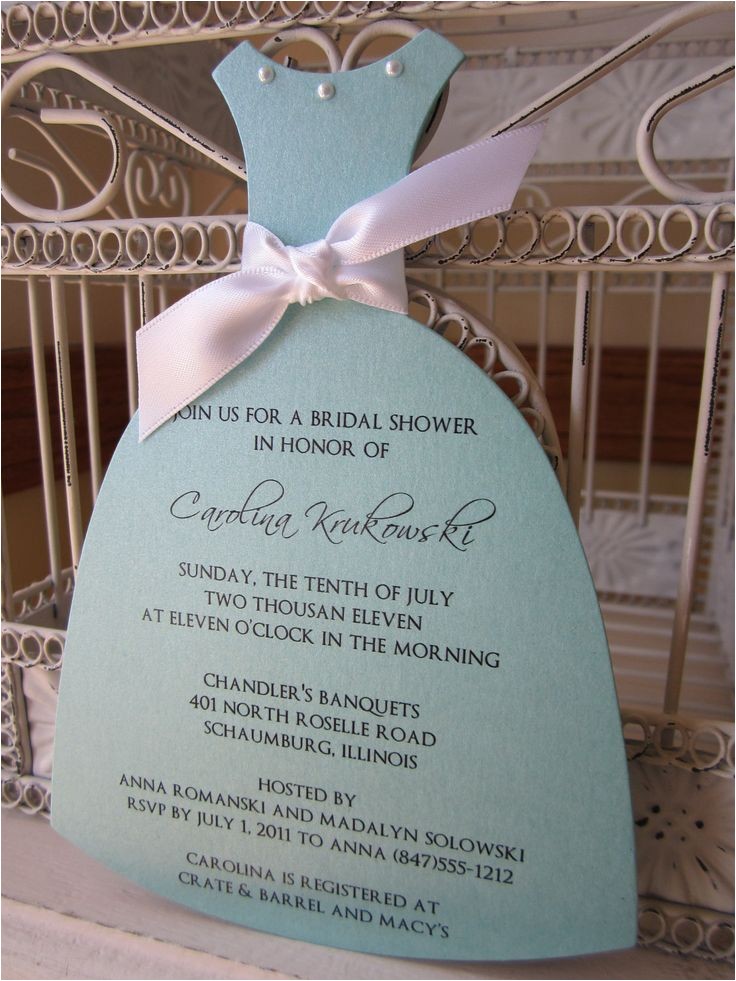 JOIN US FOR A BRIDAL SHOWER
IN HONOR OF
Carolina Krukowski
SUNDAY, THE TENTH OF JULY
TWO THOUSAN ELEVEN
AT ELEVEN O'CLOCK IN THE MORNING
CHANDLER'S BANQUETS
401 NORTH ROSELLE ROAD
SCHAUMBURG, ILLINOIS
HOSTED BY
ANNA ROMANSKI AND MADALYN SOLOWSKI
RSVP BY JULY 1, 2011 TO ANNA (847)555-1212
CAROLINA IS REGISTERED AT
CRATE & BARREL AND MACY'S